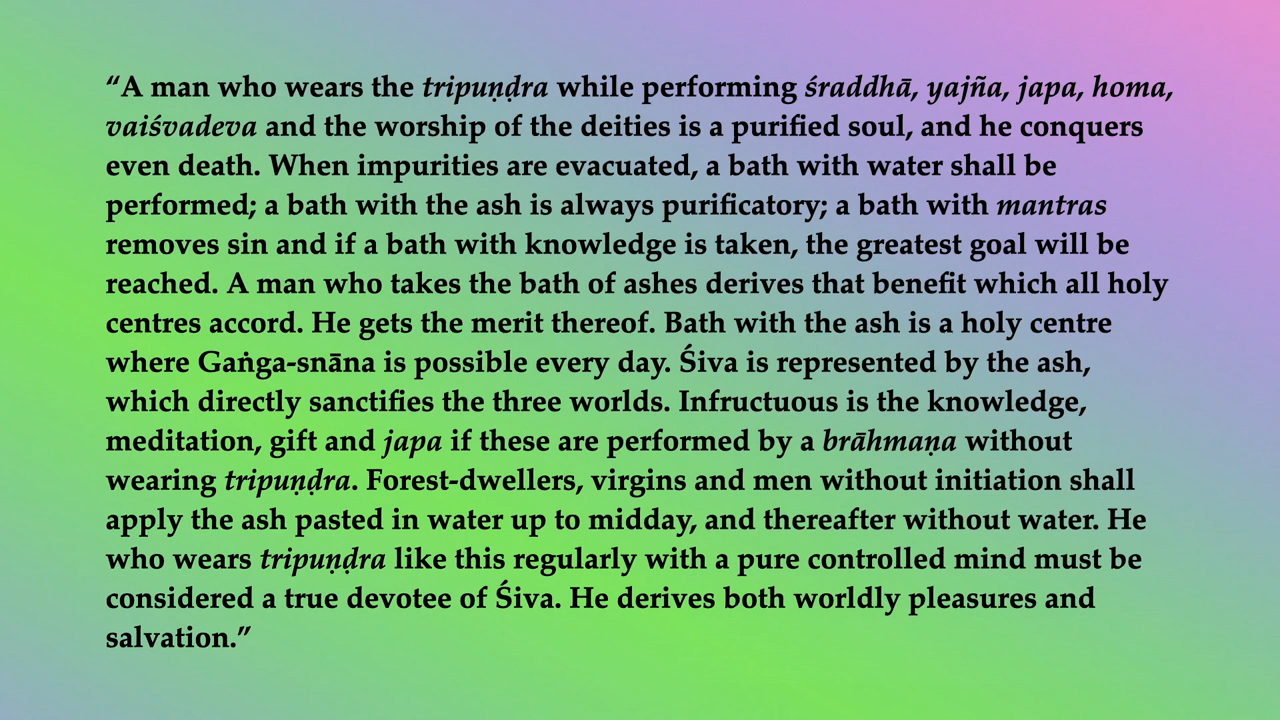 “A man who wears the tripuṇḍra while performing śraddhā, yajña, japa, homa,
vaiśvadeva and the worship of the deities is a purified soul, and he conquers
even death. When impurities are evacuated, a bath with water shall be
performed; a bath with the ash is always purificatory; a bath with mantras
removes sin and if a bath with knowledge is taken, the greatest goal will be
reached. A man who takes the bath of ashes derives that benefit which all holy
centres accord. He gets the merit thereof. Bath with the ash is a holy centre
where Gaṅga-snāna is possible every day. Śiva is represented by the ash,
which directly sanctifies the three worlds. Infructuous is the knowledge,
meditation, gift and japa if these are performed by a brāhmaṇa without
wearing tripuṇḍra. Forest-dwellers, virgins and men without initiation shall
apply the ash pasted in water up to midday, and thereafter without water. He
who wears tripuṇḍra like this regularly with a pure controlled mind must be
considered a true devotee of Śiva. He derives both worldly pleasures and
salvation.”